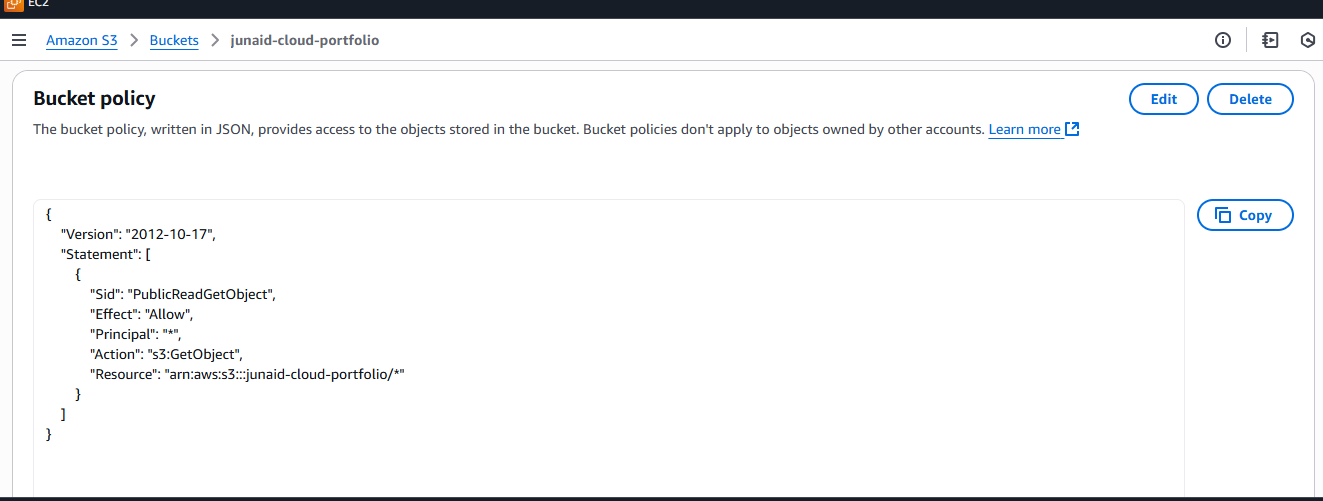 EC2
Amazon S3 > Buckets > junaid-cloud-portfolio
Bucket policy
Edit
Delete
The bucket policy, written in JSON, provides access to the objects stored in the bucket. Bucket policies don't apply to objects owned by other accounts. Learn more
Copy
{
"Version": "2012-10-17",
"Statement": [
{
"Sid": "PublicReadGetObject",
"Effect": "Allow",
"Principal": "*",
"Action": "s3:GetObject",
"Resource": "arn:aws:s3:::junaid-cloud-portfolio/*"
}
]
}